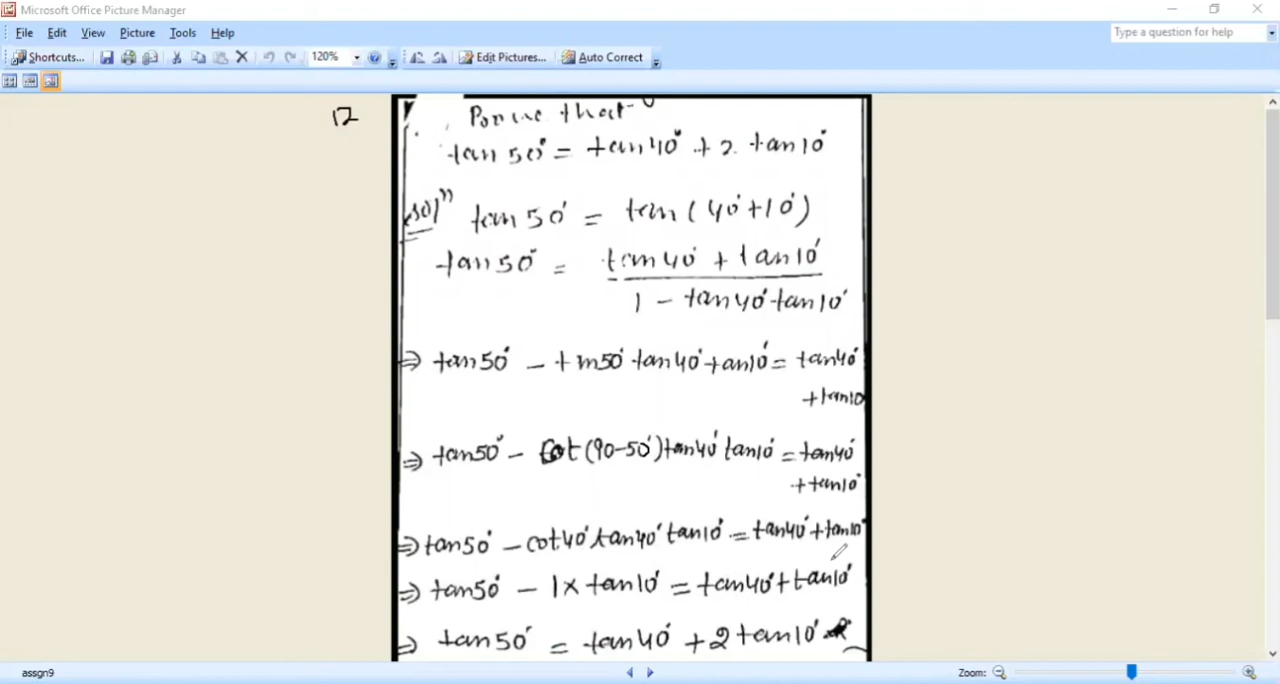 Microsoft Office Picture Manager
File Edit View Picture Tools Help
Type a question for help
Shortcuts... 120% Edit Pictures... Auto Correct
12
Prove that
tan 50° = tan 40° + 2. tan 10°
Solⁿ tan 50° = tan (40° + 10°)
tan 50° = tan 40° + tan 10°
1 - tan 40° tan 10°
⇒ tan 50° - tan 50° tan 40° tan 10° = tan 40°
+ tan 10
⇒ tan 50° - Cot (90 - 50°) tan 40° tan 10° = tan 40°
+ tan 10°
⇒ tan 50° - cot 40° tan 40° tan 10° = tan 40° + tan 10°
⇒ tan 50° - 1 × tan 10° = tan 40° + tan 10°
⇒ tan 50° = tan 40° + 2 tan 10°
assgn9
Zoom: